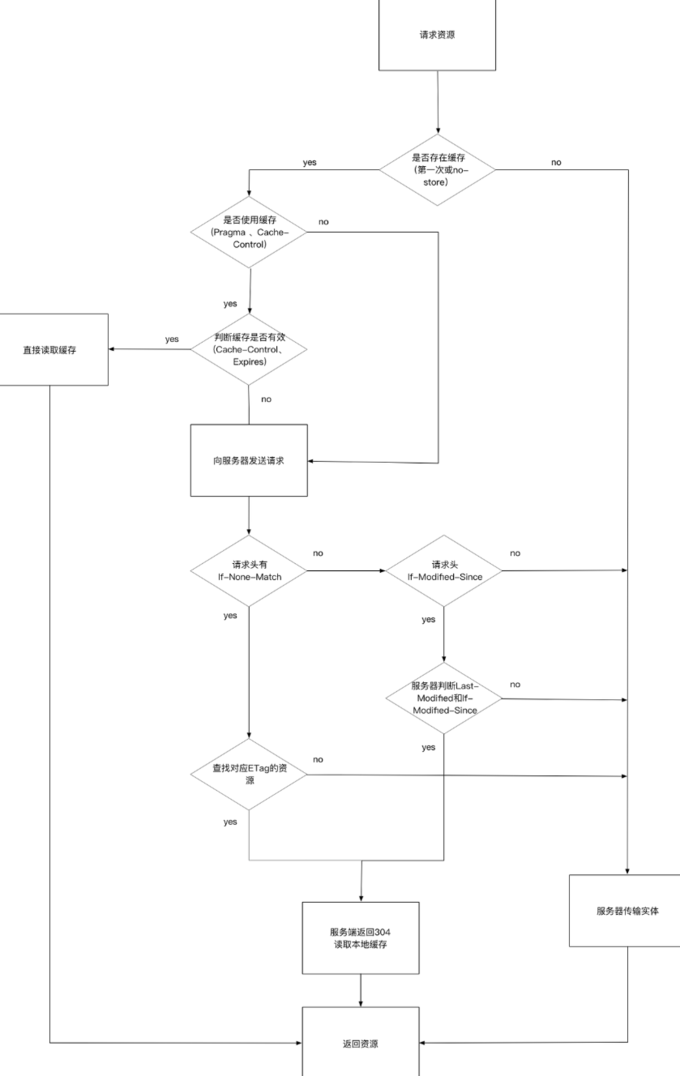 请求资源
是否存在缓存
(第一次或no-
store)
yes
no
是否使用缓存
(Pragma 、Cache-
Control)
no
yes
判断缓存是否有效
(Cache-Control、
Expires)
yes
直接读取缓存
no
向服务器发送请求
请求头有
If-None-Match
no
请求头
If-Modified-Since
no
yes
yes
服务器判断Last-
Modified和If-
Modified-Since
no
yes
查找对应ETag的资
源
no
yes
服务端返回304
读取本地缓存
服务器传输实体
返回资源